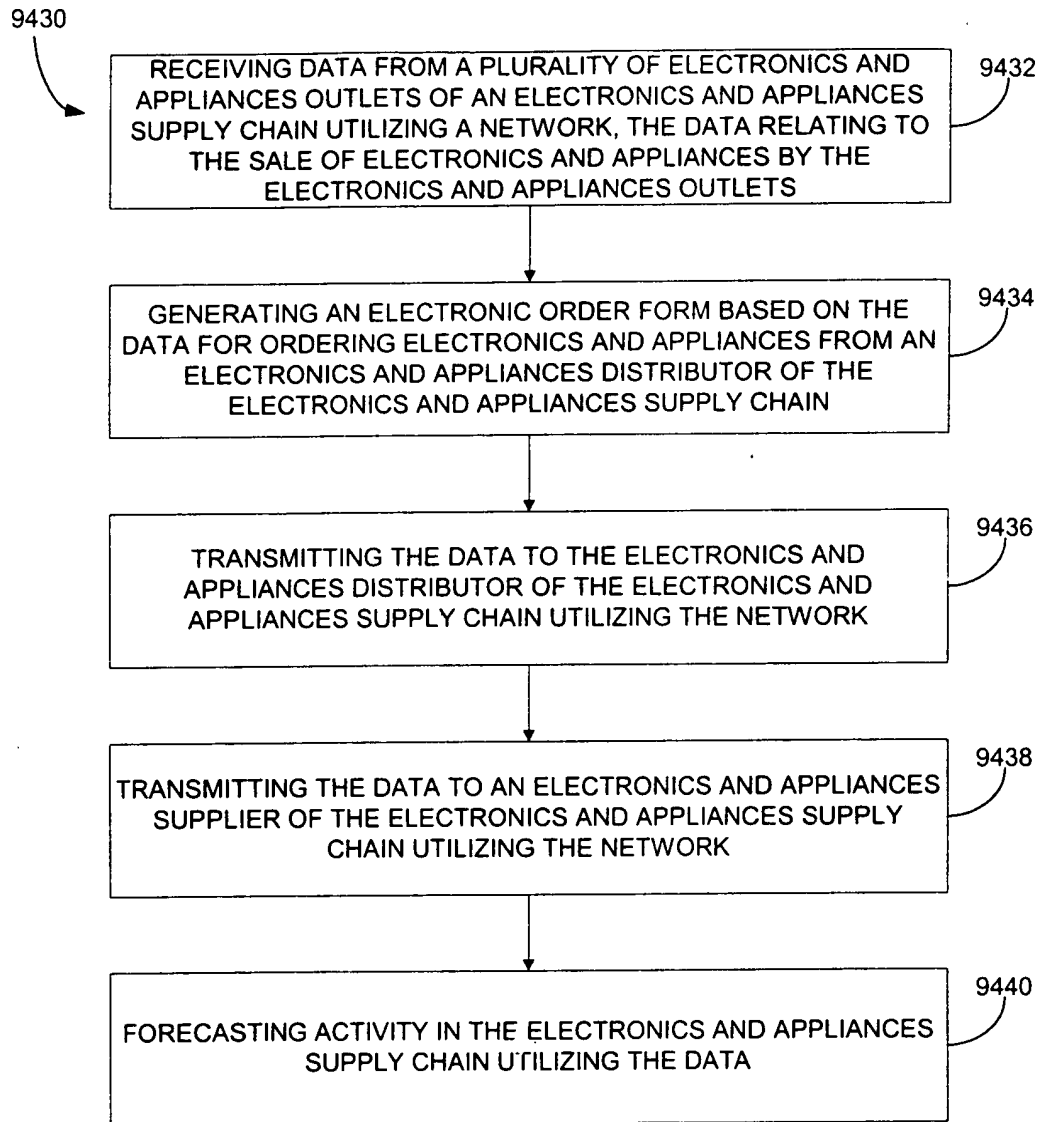 9430
RECEIVING DATA FROM A PLURALITY OF ELECTRONICS AND
APPLIANCES OUTLETS OF AN ELECTRONICS AND APPLIANCES
SUPPLY CHAIN UTILIZING A NETWORK, THE DATA RELATING TO
THE SALE OF ELECTRONICS AND APPLIANCES BY THE
ELECTRONICS AND APPLIANCES OUTLETS
9432
GENERATING AN ELECTRONIC ORDER FORM BASED ON THE
DATA FOR ORDERING ELECTRONICS AND APPLIANCES FROM AN
ELECTRONICS AND APPLIANCES DISTRIBUTOR OF THE
ELECTRONICS AND APPLIANCES SUPPLY CHAIN
9434
TRANSMITTING THE DATA TO THE ELECTRONICS AND
APPLIANCES DISTRIBUTOR OF THE ELECTRONICS AND
APPLIANCES SUPPLY CHAIN UTILIZING THE NETWORK
9436
TRANSMITTING THE DATA TO AN ELECTRONICS AND APPLIANCES
SUPPLIER OF THE ELECTRONICS AND APPLIANCES SUPPLY
CHAIN UTILIZING THE NETWORK
9438
FORECASTING ACTIVITY IN THE ELECTRONICS AND APPLIANCES
SUPPLY CHAIN UTILIZING THE DATA
9440